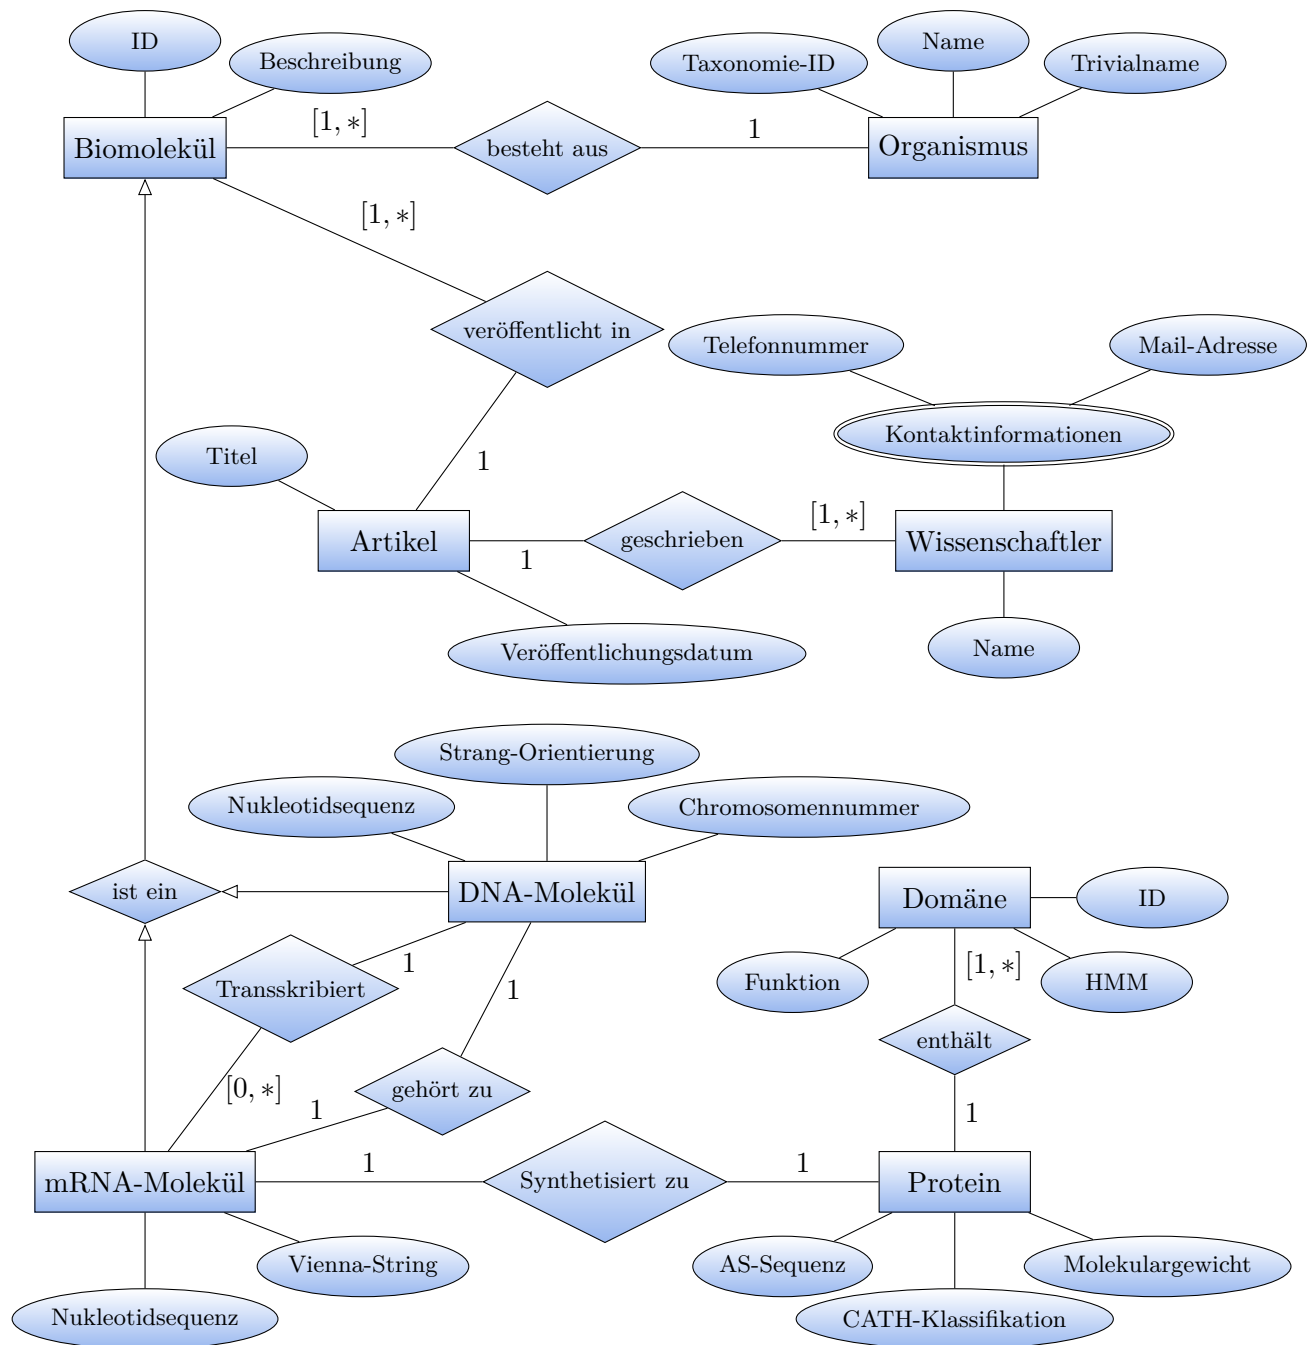 ID
Beschreibung
Taxonomie-ID
Name
Trivialname
Biomolekül
[1, ∗]
besteht aus
1
Organismus
[1, ∗]
veröffentlicht in
Telefonnummer
Mail-Adresse
Kontaktinformationen
Titel
1
Artikel
1
geschrieben
[1, ∗]
Wissenschaftler
Veröffentlichungsdatum
Name
Strang-Orientierung
Nukleotidsequenz
Chromosomennummer
ist ein
DNA-Molekül
Domäne
ID
Transskribiert
1
1
Funktion
[1, ∗]
HMM
enthält
[0, ∗]
1
gehört zu
1
mRNA-Molekül
1
Synthetisiert zu
1
Protein
Vienna-String
AS-Sequenz
Molekulargewicht
Nukleotidsequenz
CATH-Klassifikation